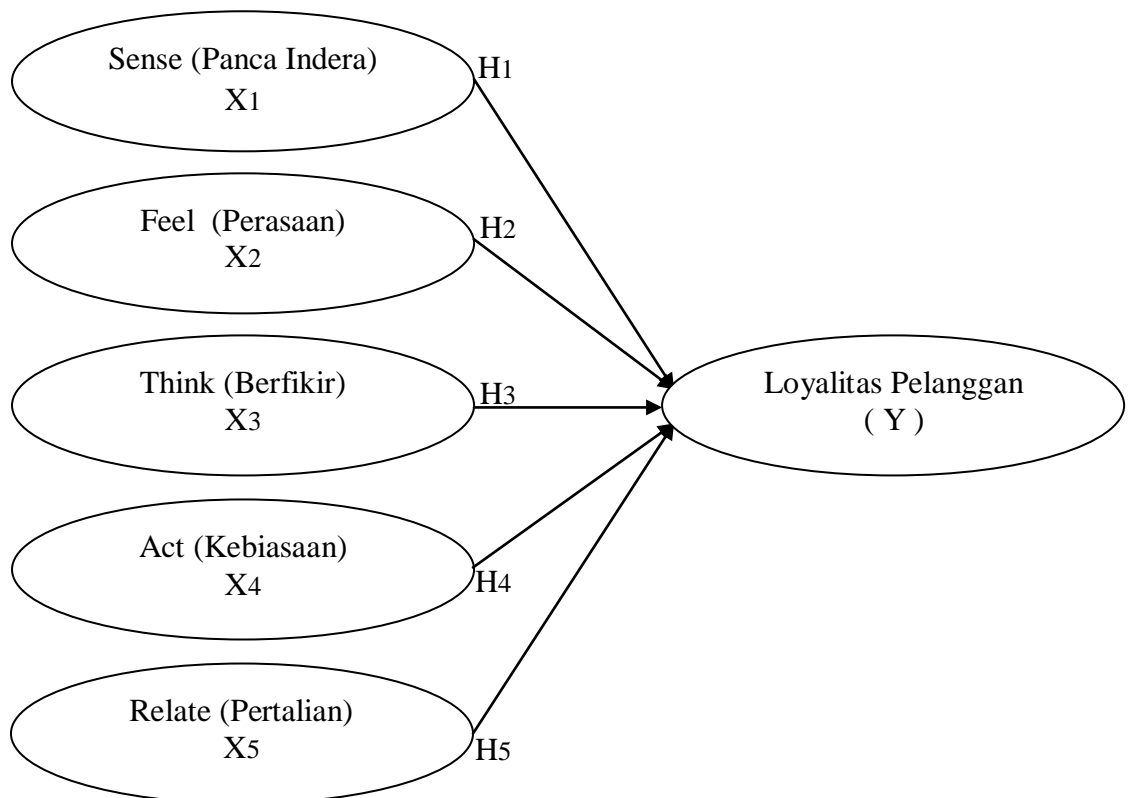 Sense (Panca Indera)
X1
H1
Feel (Perasaan)
X2
H2
Think (Berfikir)
X3
H3
Loyalitas Pelanggan
( Y )
Act (Kebiasaan)
X4
H4
Relate (Pertalian)
X5
H5